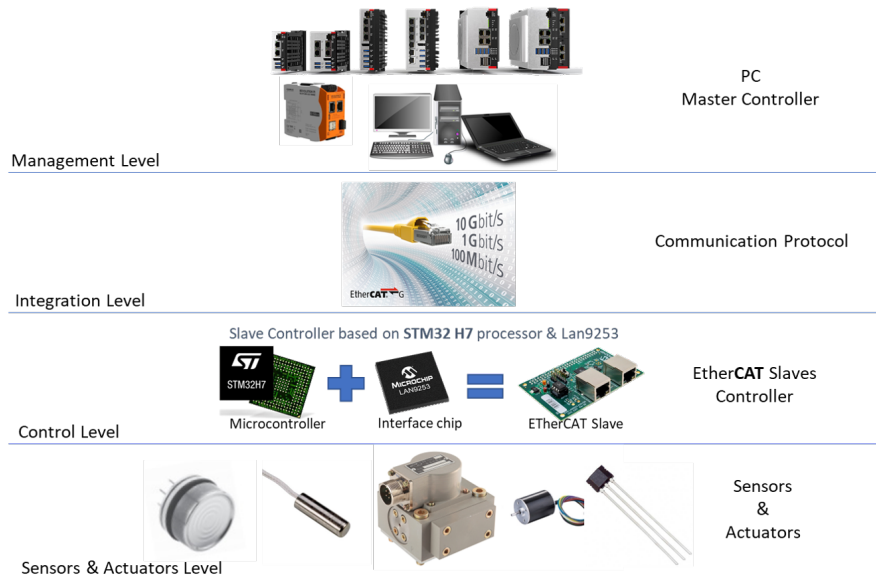 PC
Master Controller
Management Level
10 Gbit/s
1 Gbit/s
100 Mbit/s
EtherCAT G
Communication Protocol
Integration Level
Slave Controller based on STM32 H7 processor & Lan9253
STM32H7
MICROCHIP
LAN9253
Microcontroller
Interface chip
ETherCAT Slave
EtherCAT Slaves
Controller
Control Level
Sensors
&
Actuators
Sensors & Actuators Level